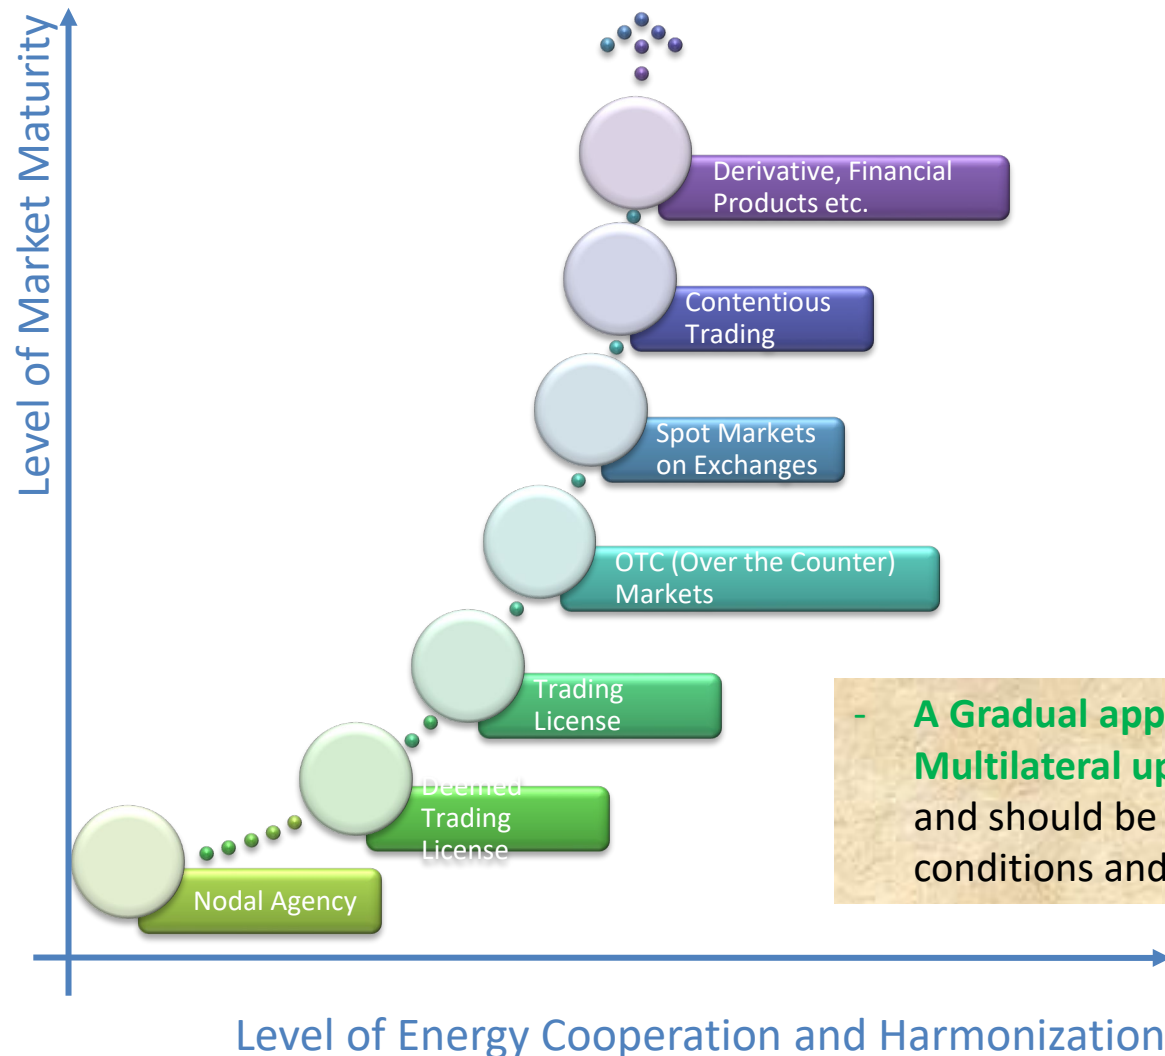 Level of Market Maturity
Derivative, Financial
Products etc.
Contentious
Trading
Spot Markets
on Exchanges
OTC (Over the Counter)
Markets
Trading
License
Deemed
Trading
License
Nodal Agency
- A Gradual app
Multilateral up
and should be
conditions and
Level of Energy Cooperation and Harmonization